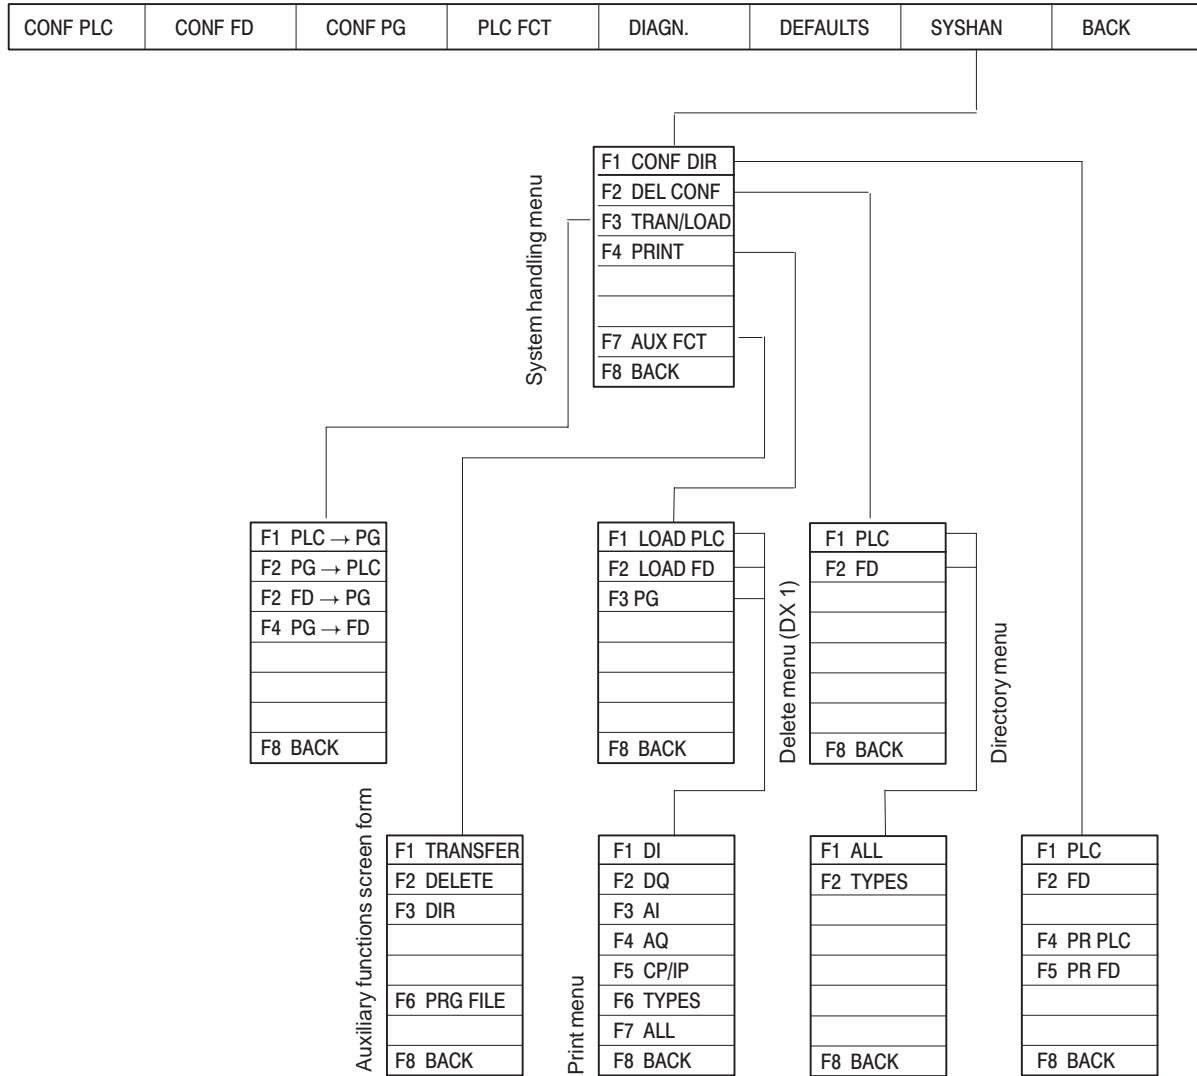 CONF PLC
CONF FD
CONF PG
PLC FCT
DIAGN.
DEFAULTS
SYSHAN
BACK
System handling menu
F1 CONF DIR
F2 DEL CONF
F3 TRAN/LOAD
F4 PRINT
F7 AUX FCT
F8 BACK
F1 PLC → PG
F2 PG → PLC
F2 FD → PG
F4 PG → FD
F8 BACK
F1 LOAD PLC
F2 LOAD FD
F3 PG
F8 BACK
Delete menu (DX 1)
F1 PLC
F2 FD
F8 BACK
Directory menu
Auxiliary functions screen form
F1 TRANSFER
F2 DELETE
F3 DIR
F6 PRG FILE
F8 BACK
Print menu
F1 DI
F2 DQ
F3 AI
F4 AQ
F5 CP/IP
F6 TYPES
F7 ALL
F8 BACK
F1 ALL
F2 TYPES
F8 BACK
F1 PLC
F2 FD
F4 PR PLC
F5 PR FD
F8 BACK